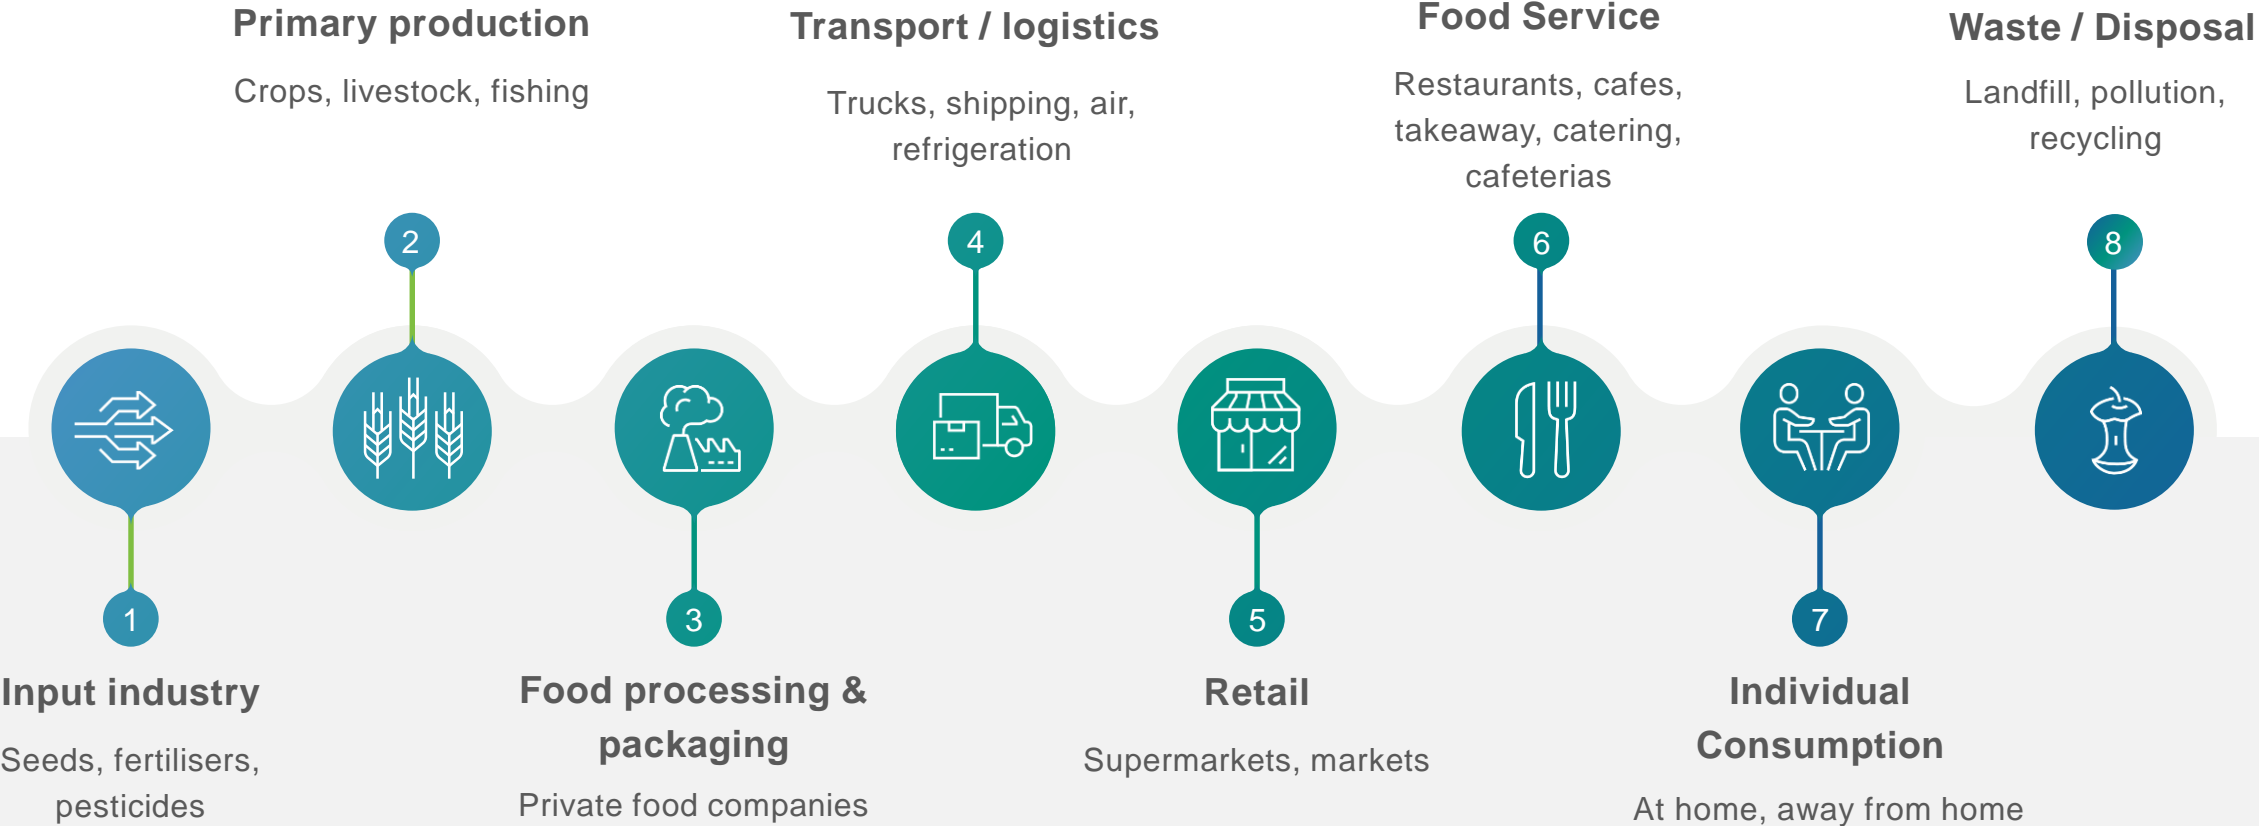 Primary production
Crops, livestock, fishing
Transport / logistics
Trucks, shipping, air,
refrigeration
Food Service
Restaurants, cafes,
takeaway, catering,
cafeterias
Waste / Disposal
Landfill, pollution,
recycling
2
4
6
8
1
3
5
7
Input industry
Seeds, fertilisers,
pesticides
Food processing &
packaging
Private food companies
Retail
Supermarkets, markets
Individual
Consumption
At home, away from home